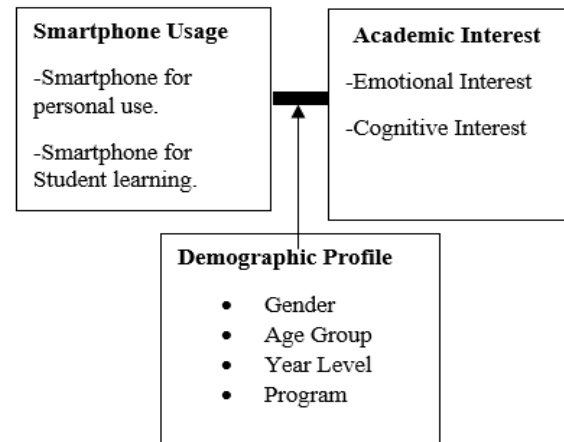 Smartphone Usage
-Smartphone for
personal use.
-Smartphone for
Student learning.
Academic Interest
-Emotional Interest
-Cognitive Interest
Demographic Profile
• Gender
• Age Group
• Year Level
• Program